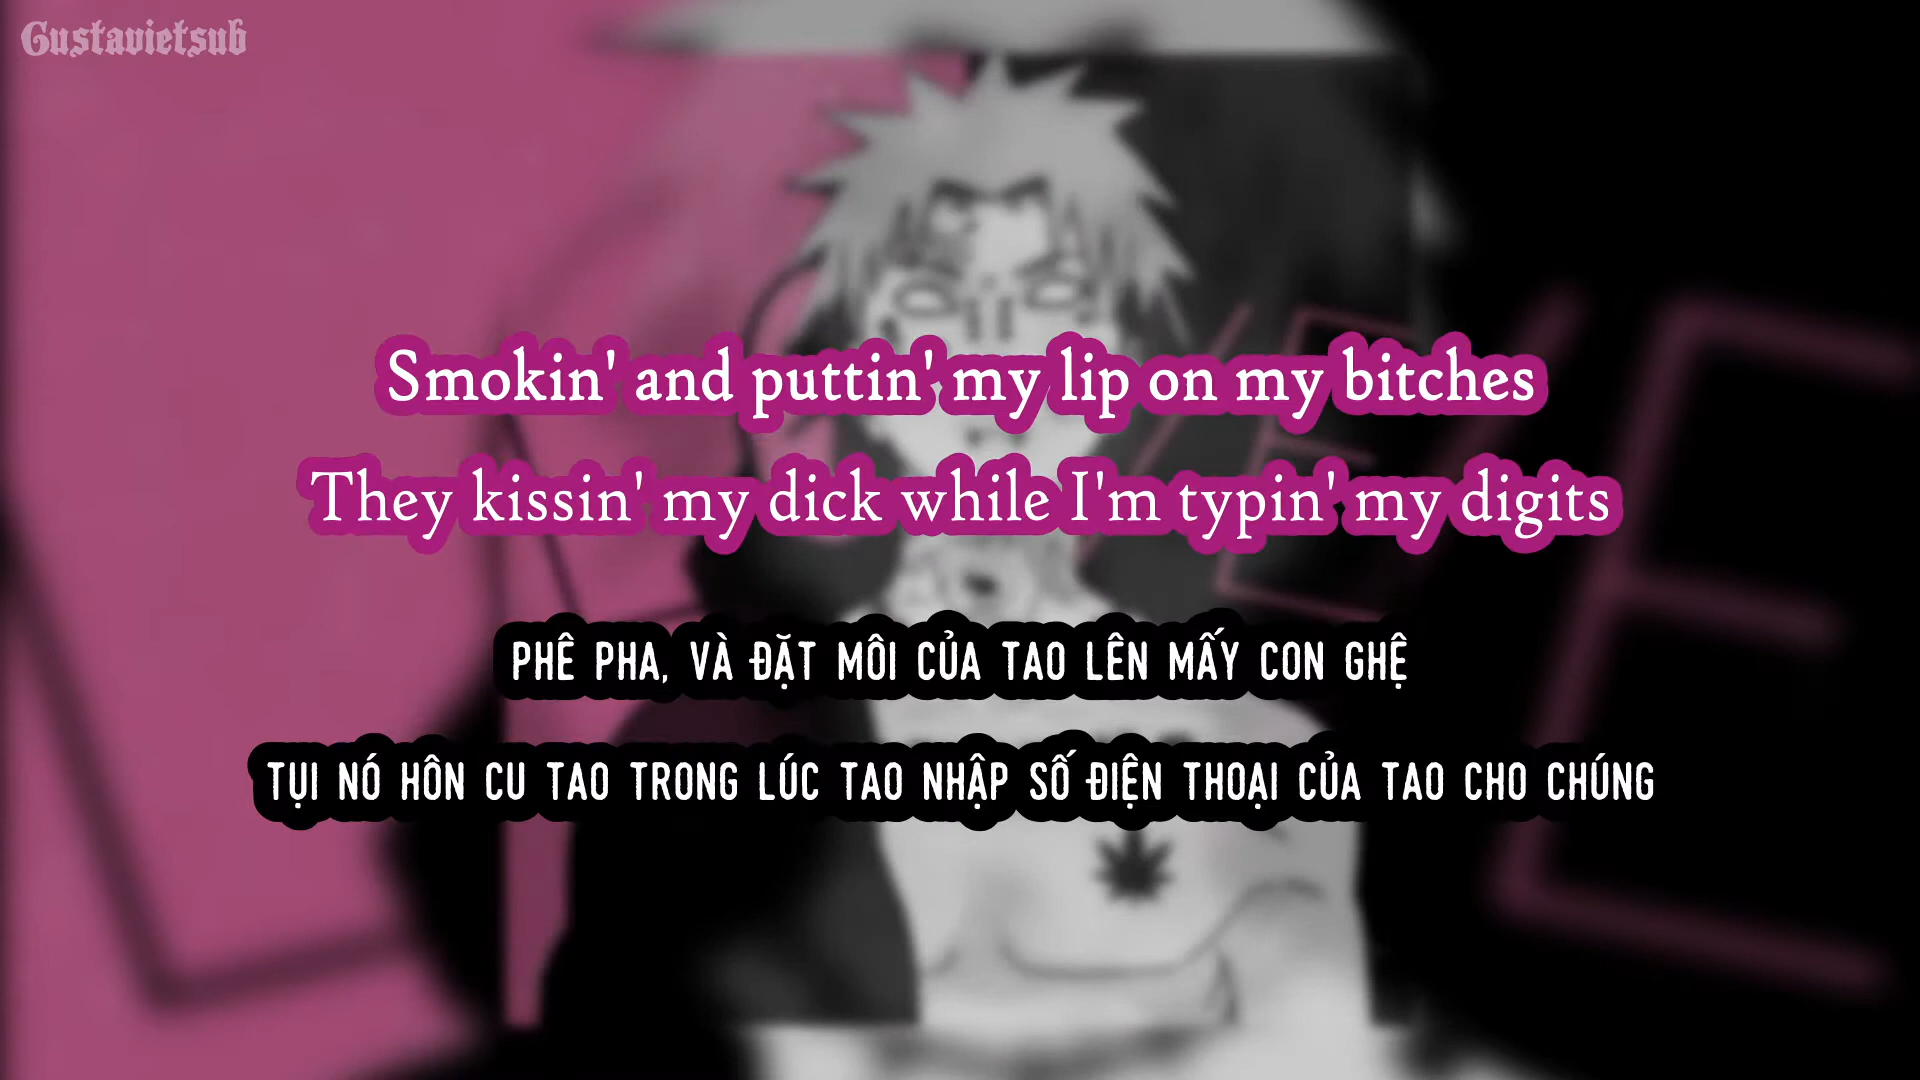 Gustavietsub
Smokin' and puttin' my lip on my bitches
They kissin' my dick while I'm typin' my digits
PHÊ PHA, VÀ ĐẶT MÔI CỦA TAO LÊN MẤY CON GHỆ
TỤI NÓ HÔN CU TAO TRONG LÚC TAO NHẬP SỐ ĐIỆN THOẠI CỦA TAO CHO CHÚNG